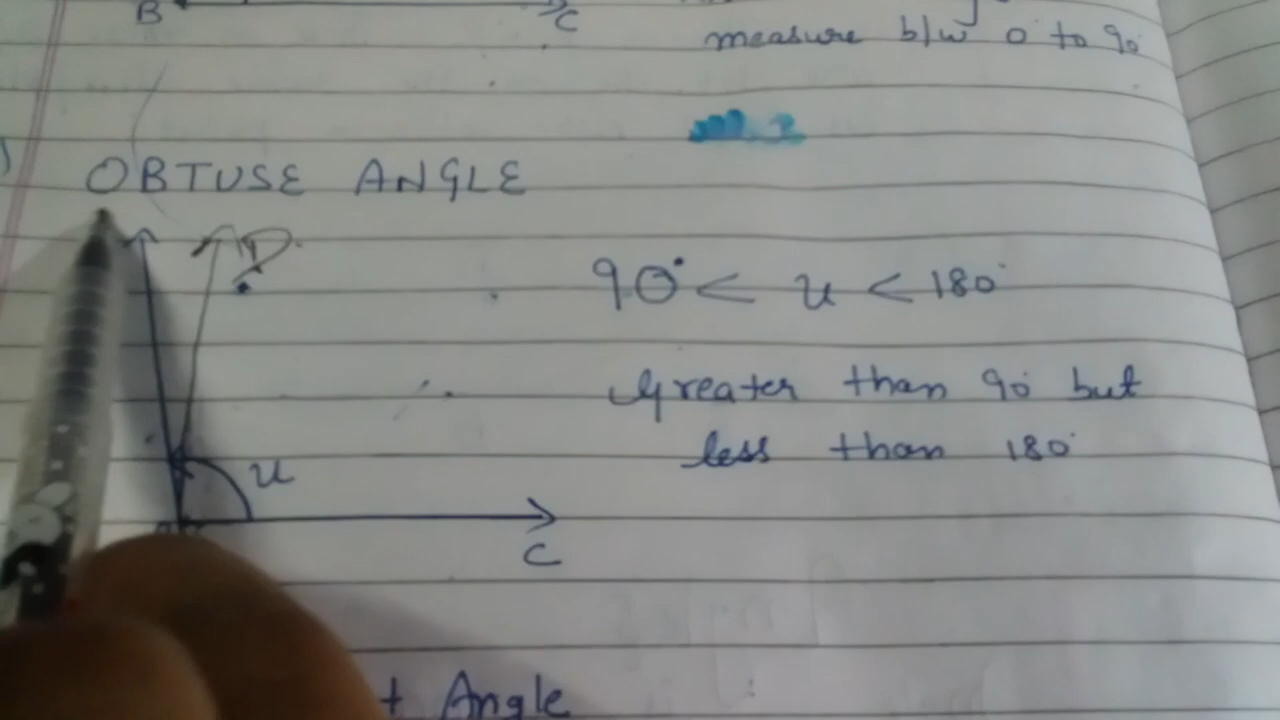 B C
measure b/w 0° to 90°
OBTUSE ANGLE
D
90° < u < 180°
Greater than 90° but
less than 180°
u
C
Angle